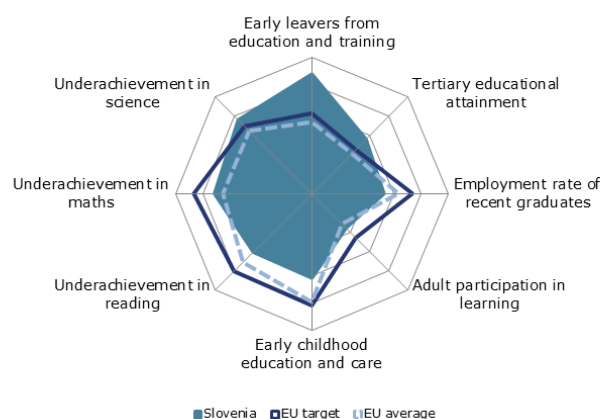 Early leavers from
education and training
Underachievement in
science
Tertiary educational
attainment
Underachievement in
maths
Employment rate of
recent graduates
Underachievement in
reading
Adult participation in
learning
Early childhood
education and care
Slovenia EU target EU average